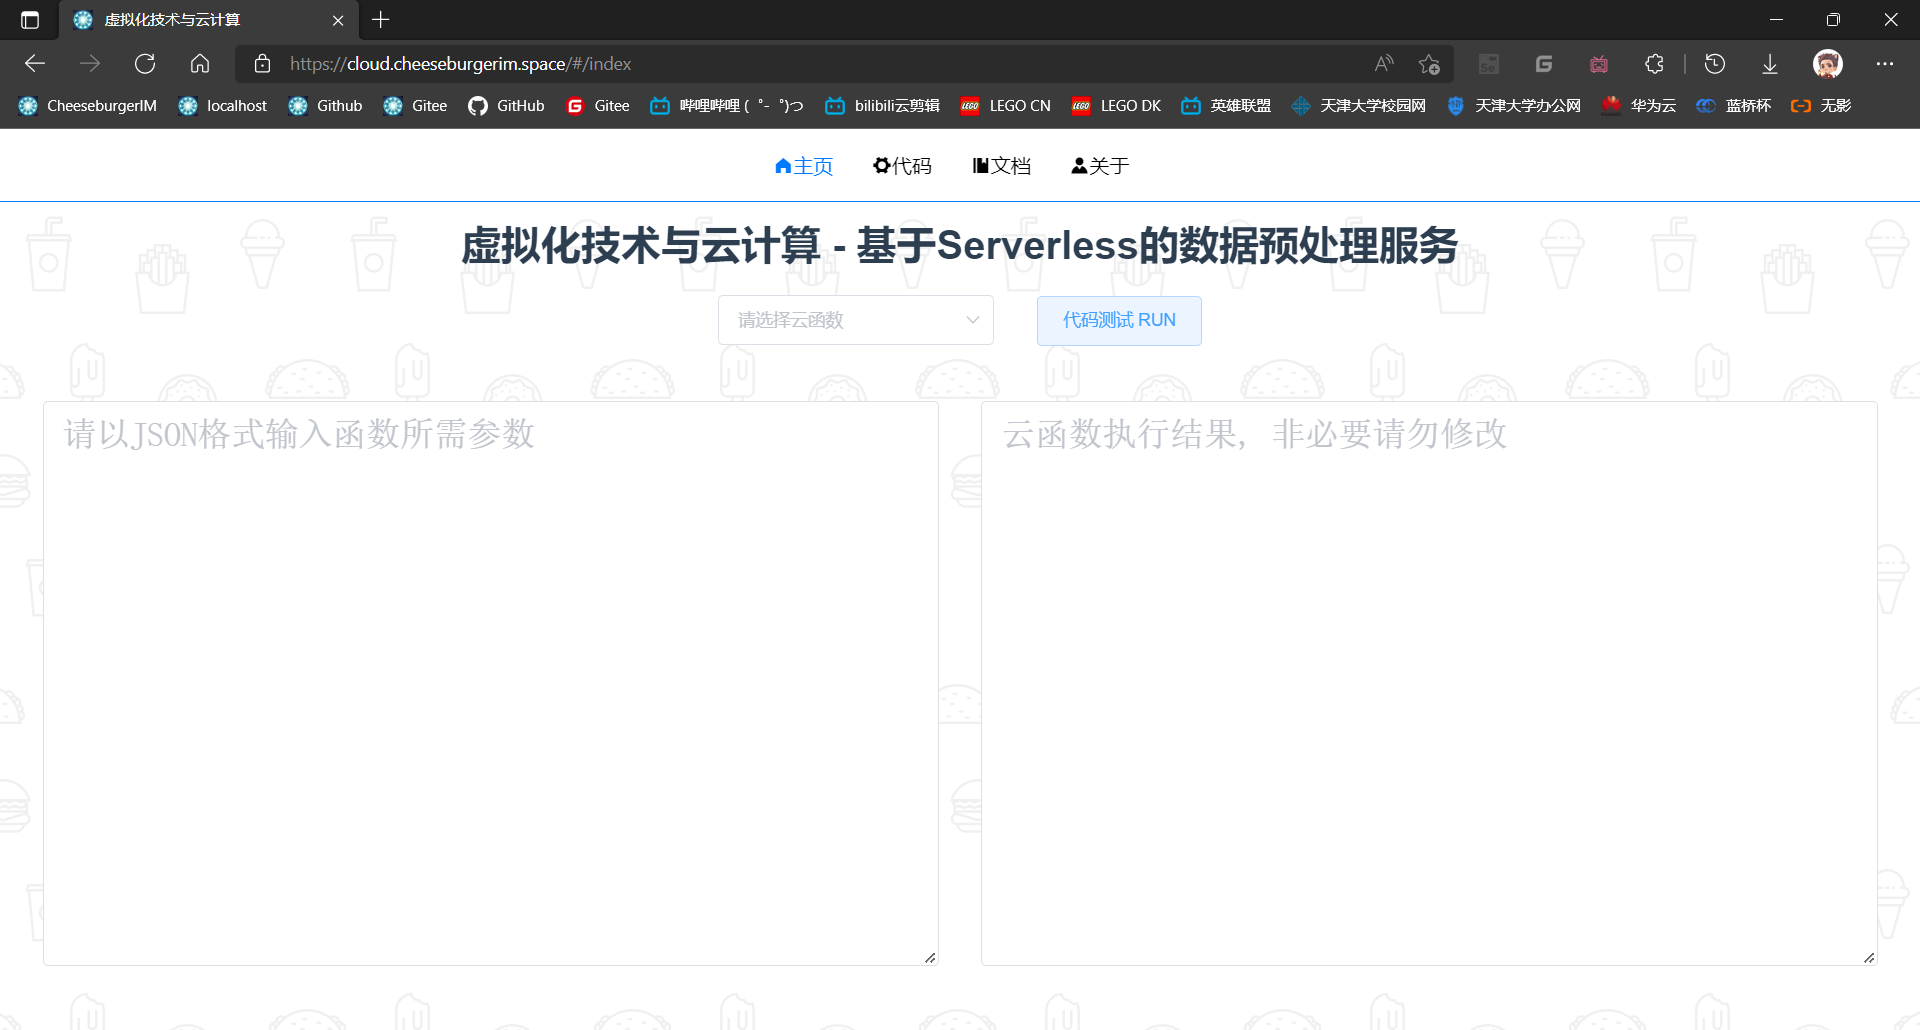 虚拟化技术与云计算
https://cloud.cheeseburgerim.space/#/index
CheeseburgerIM localhost Github Gitee GitHub Gitee 哔哩哔哩 (゜-゜)つ bilibili云剪辑 LEGO CN LEGO DK 英雄联盟 天津大学校园网 天津大学办公网 华为云 蓝桥杯 无影
主页 代码 文档 关于
虚拟化技术与云计算 - 基于Serverless的数据预处理服务
请选择云函数 代码测试 RUN
请以JSON格式输入函数所需参数 云函数执行结果, 非必要请勿修改